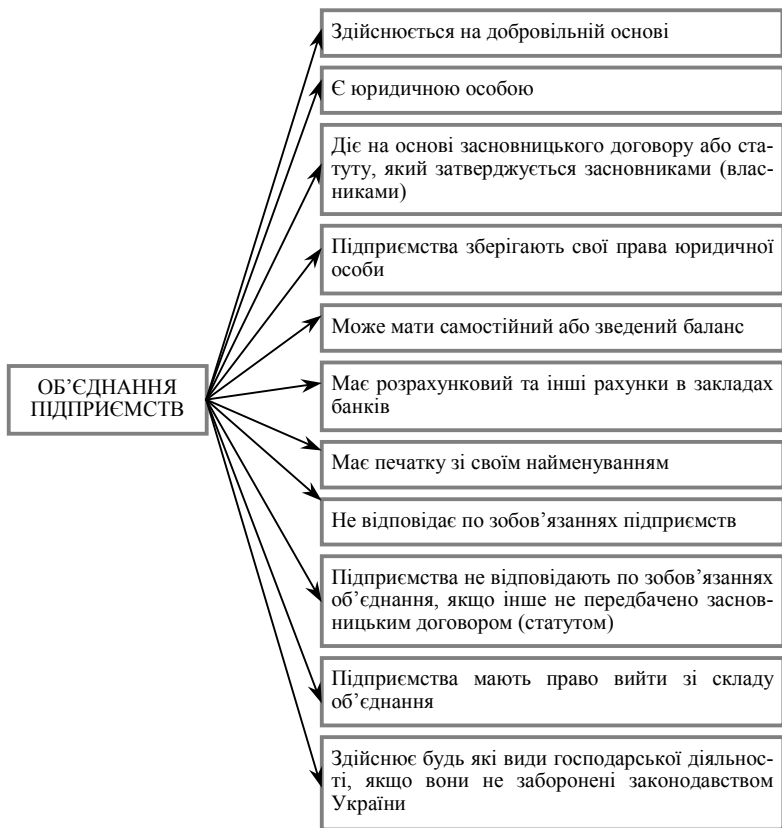 Здійснюється на добровільній основі
Є юридичною особою
Діє на основі засновницького договору або ста-
туту, який затверджується засновниками (влас-
никами)
Підприємства зберігають свої права юридичної
особи
Може мати самостійний або зведений баланс
ОБ’ЄДНАННЯ
ПІДПРИЄМСТВ
Має розрахунковий та інші рахунки в закладах
банків
Має печатку зі своїм найменуванням
Не відповідає по зобов’язаннях підприємств
Підприємства не відповідають по зобов’язаннях
об’єднання, якщо інше не передбачено заснов-
ницьким договором (статутом)
Підприємства мають право вийти зі складу
об’єднання
Здійснює будь які види господарської діяльнос-
ті, якщо вони не заборонені законодавством
України